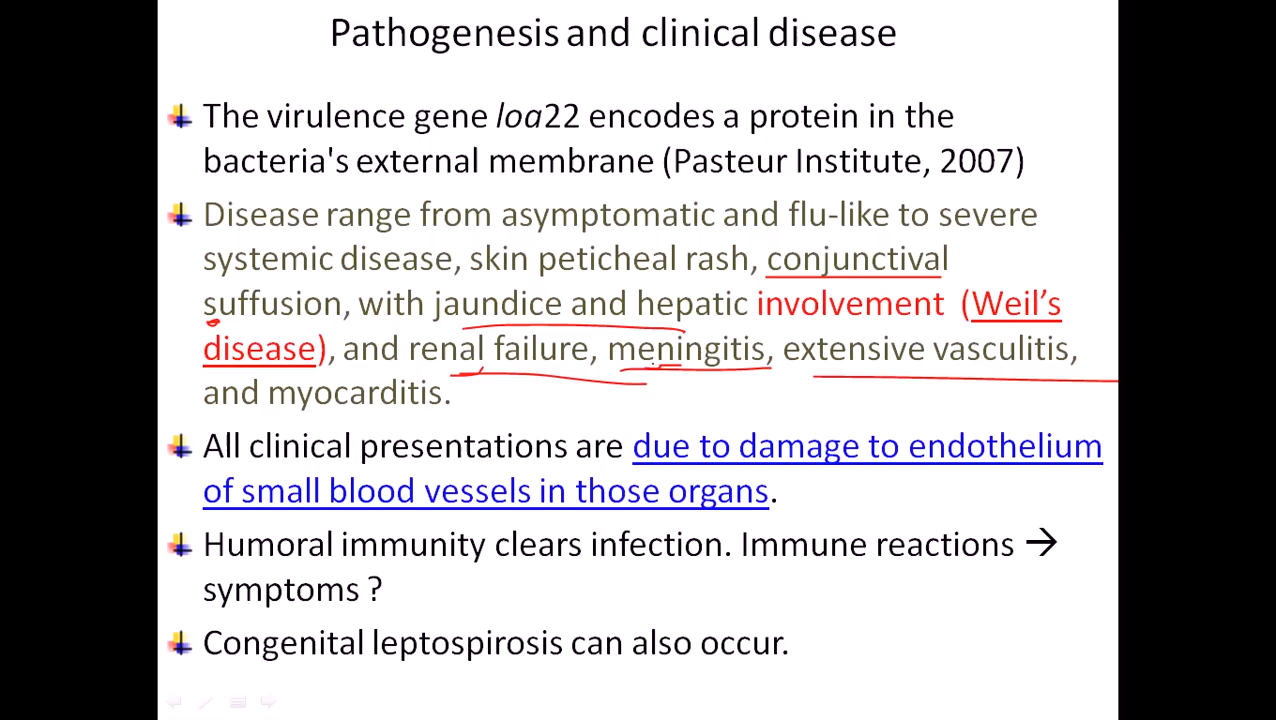 Pathogenesis and clinical disease
The virulence gene loa22 encodes a protein in the
bacteria's external membrane (Pasteur Institute, 2007)
Disease range from asymptomatic and flu-like to severe
systemic disease, skin peticheal rash, conjunctival
suffusion, with jaundice and hepatic involvement (Weil’s
disease), and renal failure, meningitis, extensive vasculitis,
and myocarditis.
All clinical presentations are due to damage to endothelium
of small blood vessels in those organs.
Humoral immunity clears infection. Immune reactions →
symptoms ?
Congenital leptospirosis can also occur.